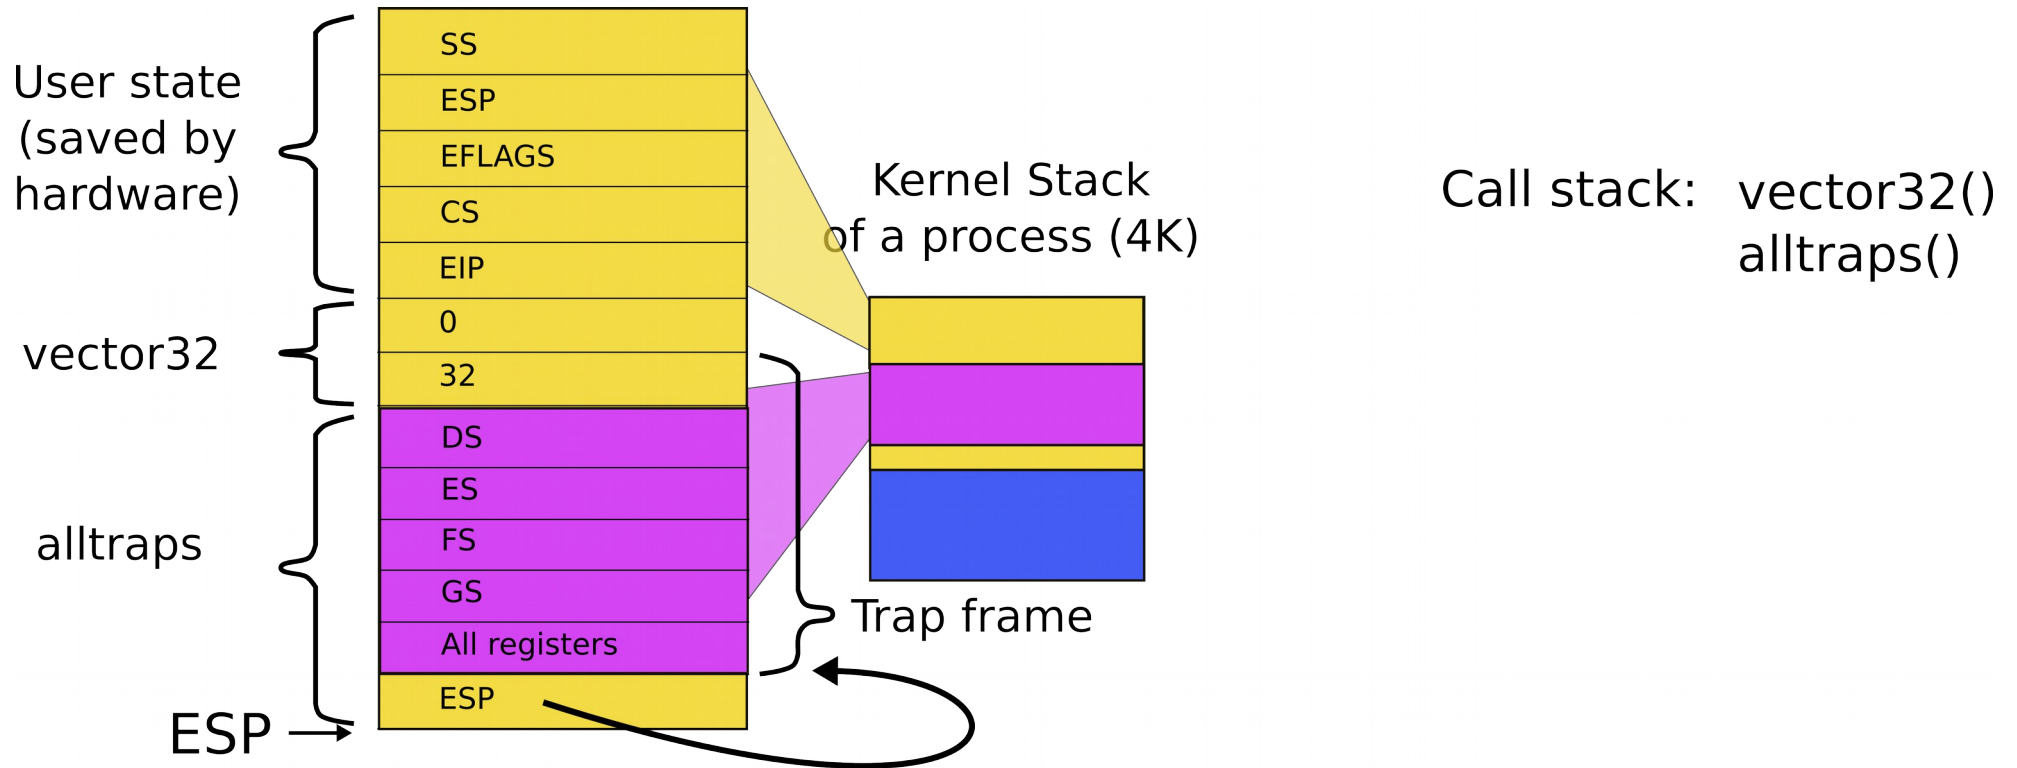 User state
(saved by
hardware)
vector32
alltraps
ESP
SS
ESP
EFLAGS
CS
EIP
0
32
DS
ES
FS
GS
All registers
ESP
Kernel Stack
of a process (4K)
Trap frame
Call stack: vector32()
alltraps()